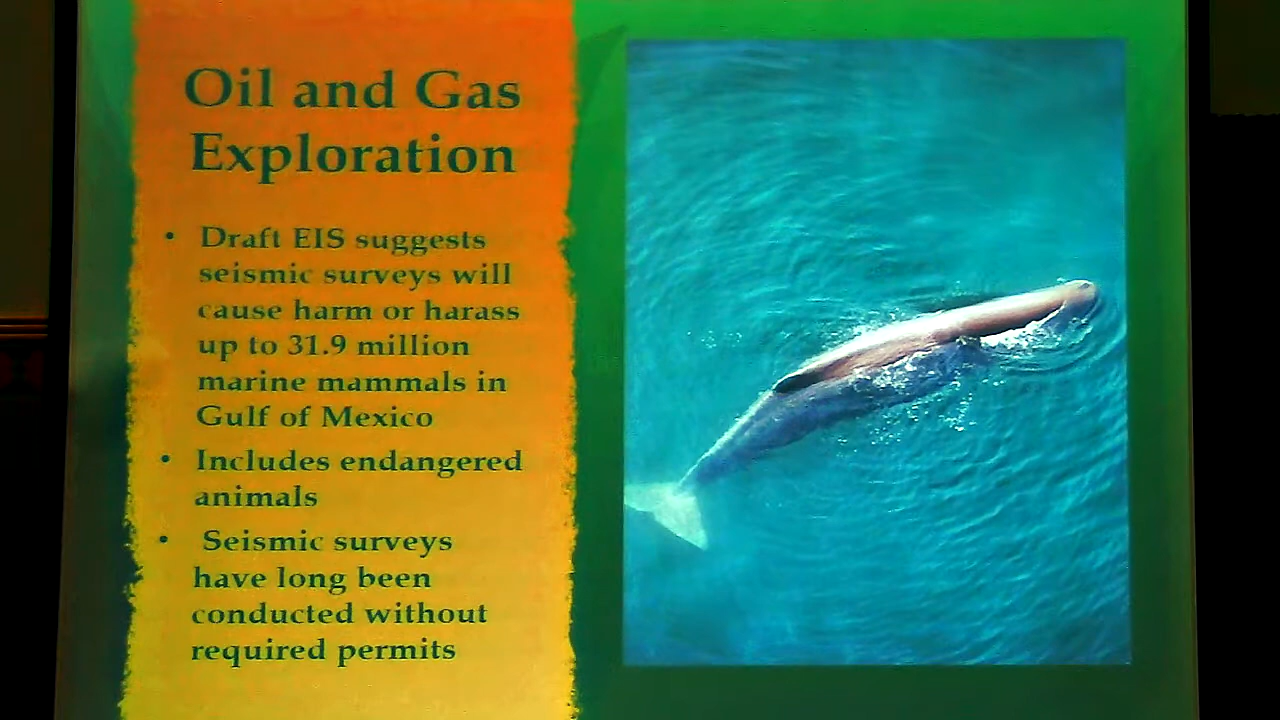 Oil and Gas
Exploration
• Draft EIS suggests
seismic surveys will
cause harm or harass
up to 31.9 million
marine mammals in
Gulf of Mexico
• Includes endangered
animals
• Seismic surveys
have long been
conducted without
required permits